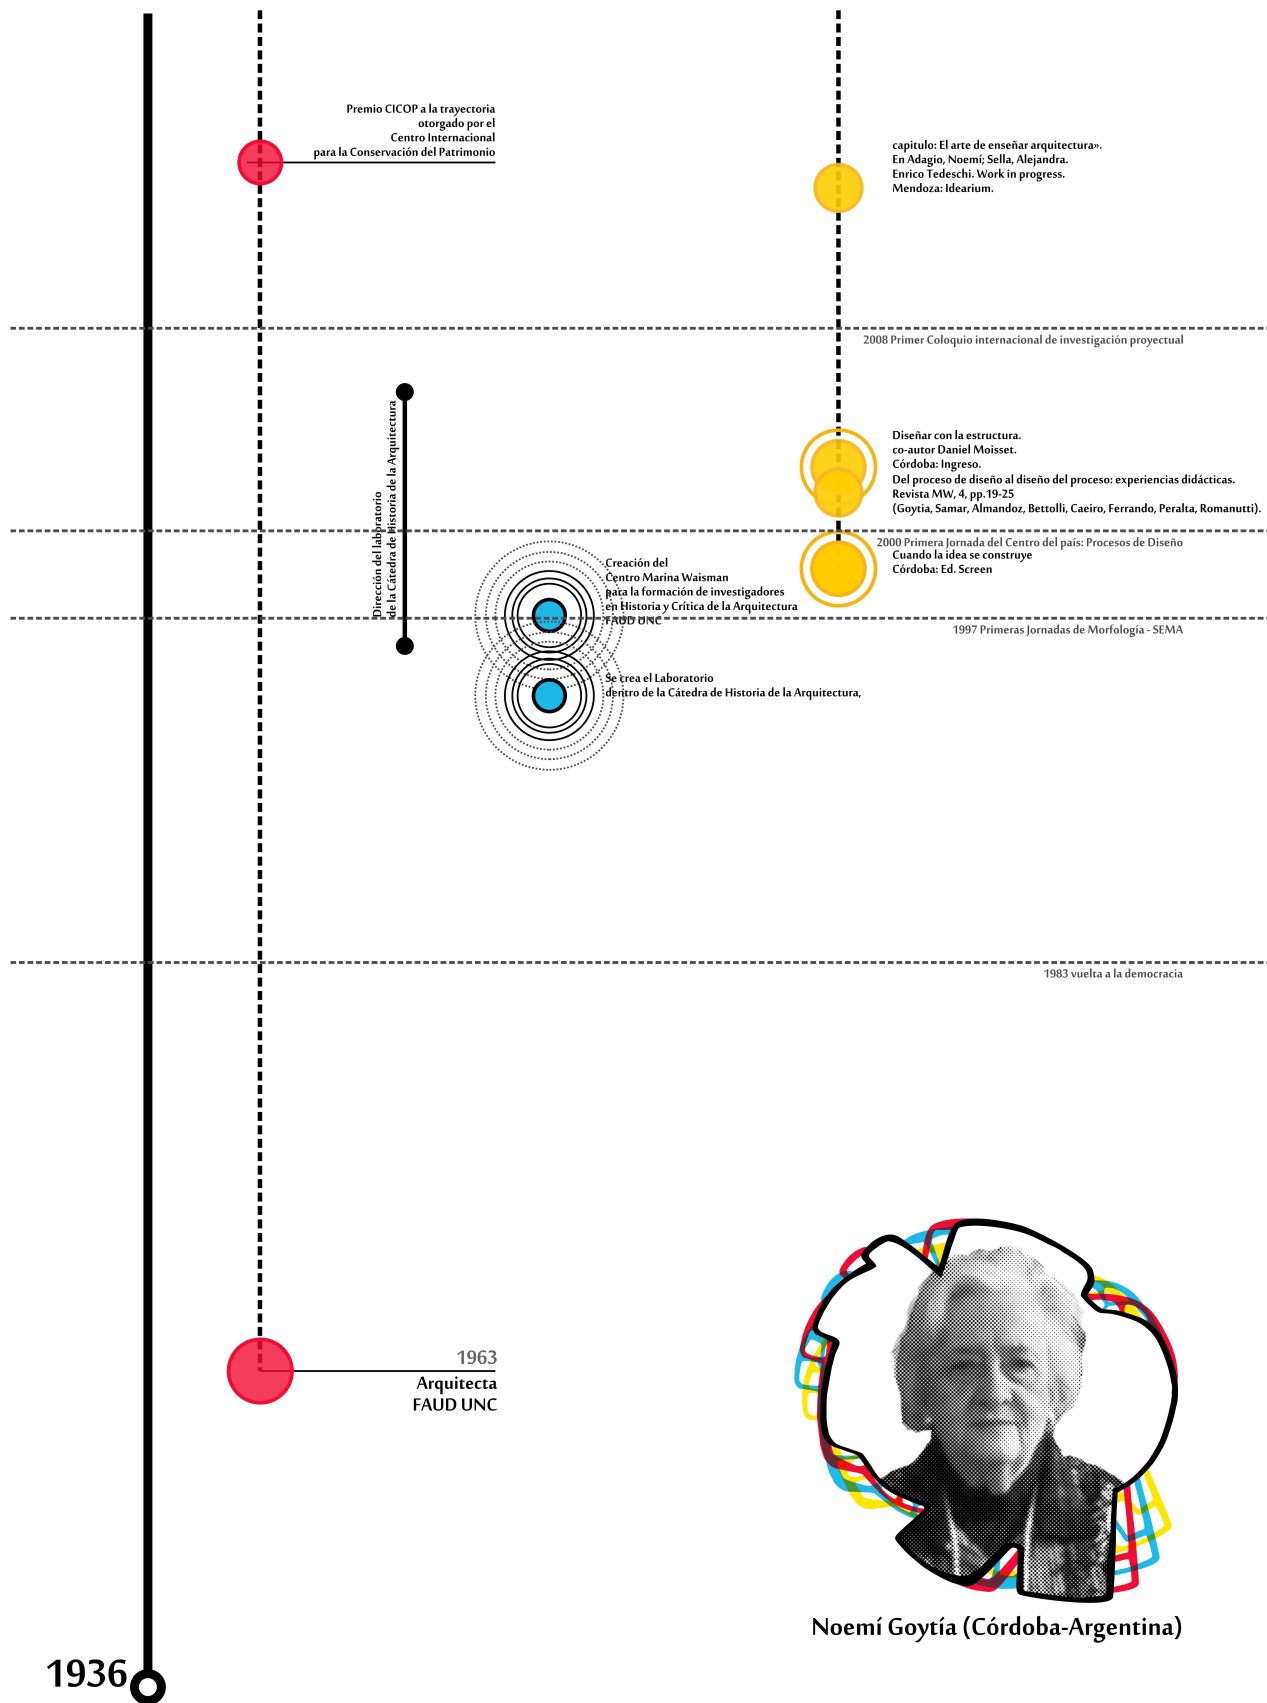 Premio CICOP a la trayectoria
otorgado por el
Centro Internacional
para la Conservación del Patrimonio
capitulo: El arte de enseñar arquitectura».
En Adagio, Noemí; Sella, Alejandra.
Enrico Tedeschi. Work in progress.
Mendoza: Idearium.
2008 Primer Coloquio internacional de investigación proyectual
Dirección del laboratorio
de la Cátedra de Historia de la Arquitectura
Diseñar con la estructura.
co-autor Daniel Moisset.
Córdoba: Ingreso.
Del proceso de diseño al diseño del proceso: experiencias didácticas.
Revista MW, 4, pp.19-25
(Goytia, Samar, Almandoz, Bettolli, Caeiro, Ferrando, Peralta, Romanutti).
2000 Primera Jornada del Centro del país: Procesos de Diseño
Cuando la idea se construye
Córdoba: Ed. Screen
Creación del
Centro Marina Waisman
para la formación de investigadores
en Historia y Crítica de la Arquitectura
FAUD UNC
1997 Primeras Jornadas de Morfología - SEMA
Se crea el Laboratorio
dentro de la Cátedra de Historia de la Arquitectura,
1983 vuelta a la democracia
1963
Arquitecta
FAUD UNC
Noemí Goytía (Córdoba-Argentina)
1936